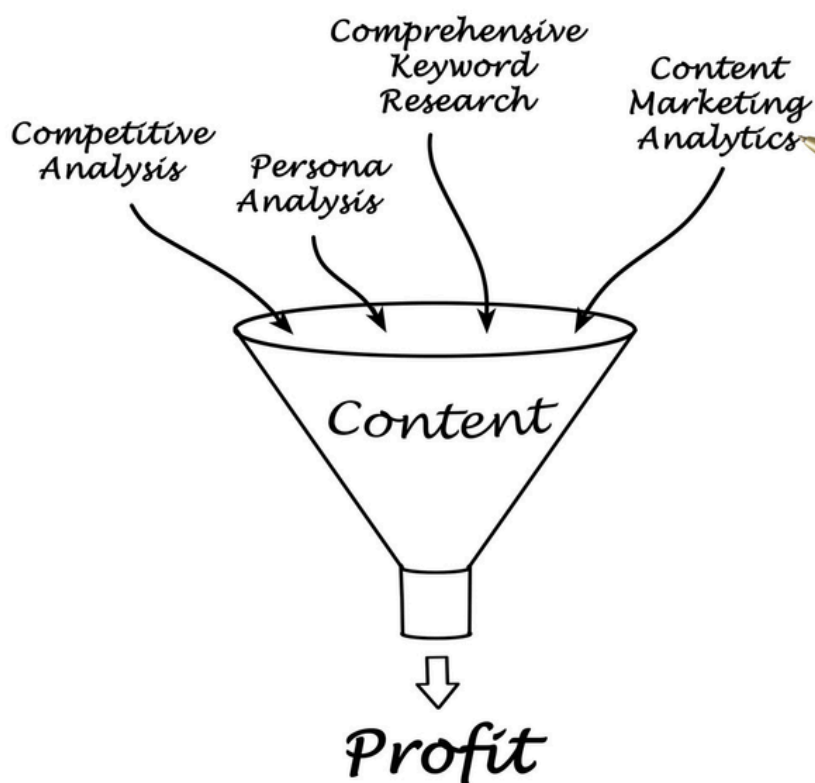 Comprehensive
Keyword
Research
Content
Marketing
Analytics
Competitive
Analysis
Persona
Analysis
Content
Profit